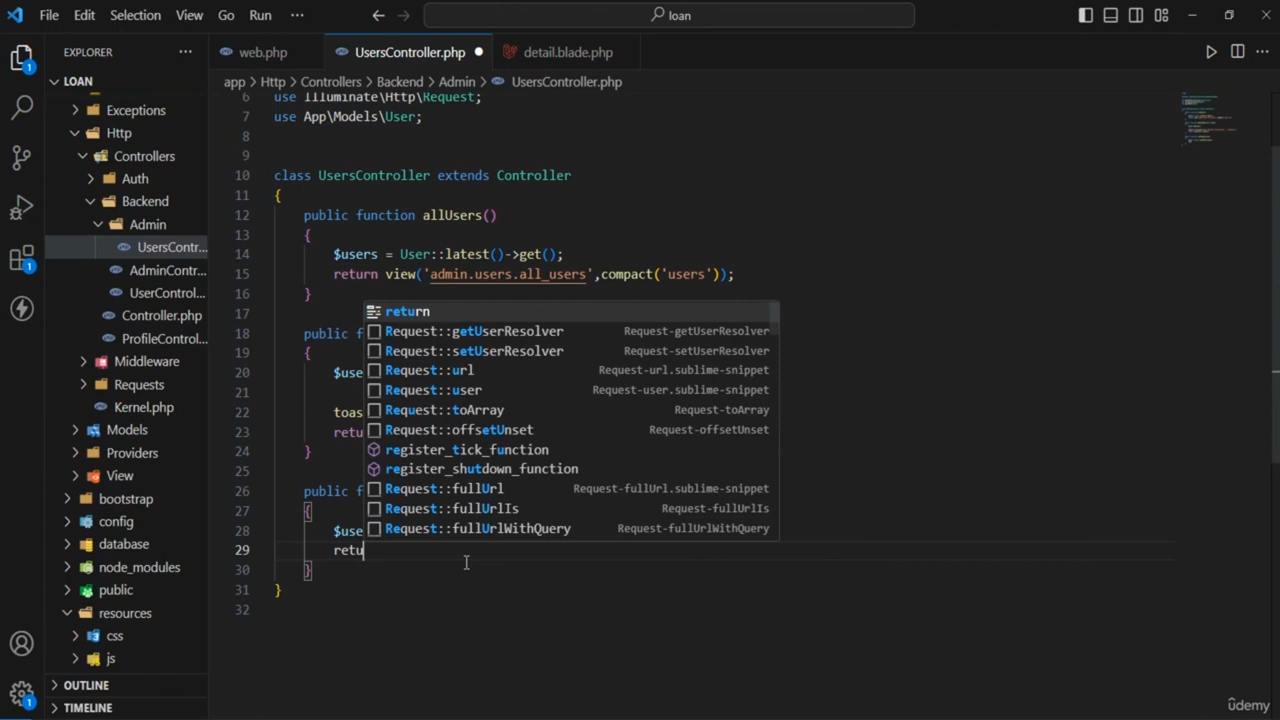 File Edit Selection View Go Run ··· loan
EXPLORER ··· web.php UsersController.php detail.blade.php
LOAN app > Http > Controllers > Backend > Admin > UsersController.php
Exceptions
Http
Controllers
Auth
Backend
Admin
UsersContr...
AdminContr...
UserControl...
Controller.php
ProfileControl...
Middleware
Requests
Kernel.php
Models
Providers
View
bootstrap
config
database
node_modules
public
resources
css
js
OUTLINE
TIMELINE
1
1
1
6 use Illuminate\Http\Request;
7 use App\Models\User;
8
9
10 class UsersController extends Controller
11 {
12 public function allUsers()
13 {
14 $users = User::latest()->get();
15 return view('admin.users.all_users',compact('users'));
16 }
17
18 public f
19 {
20 $use
21
22 toas
23 retu
24 }
25
26 public f
27 {
28 $use
29 retu
30 }
31 }
32
return
Request::getUserResolver Request-getUserResolver
Request::setUserResolver Request-setUserResolver
Request::url Request-url.sublime-snippet
Request::user Request-user.sublime-snippet
Request::toArray Request-toArray
Request::offsetUnset Request-offsetUnset
register_tick_function
register_shutdown_function
Request::fullUrl Request-fullUrl.sublime-snippet
Request::fullUrlIs Request-fullUrlIs
Request::fullUrlWithQuery Request-fullUrlWithQuery
ûdemy